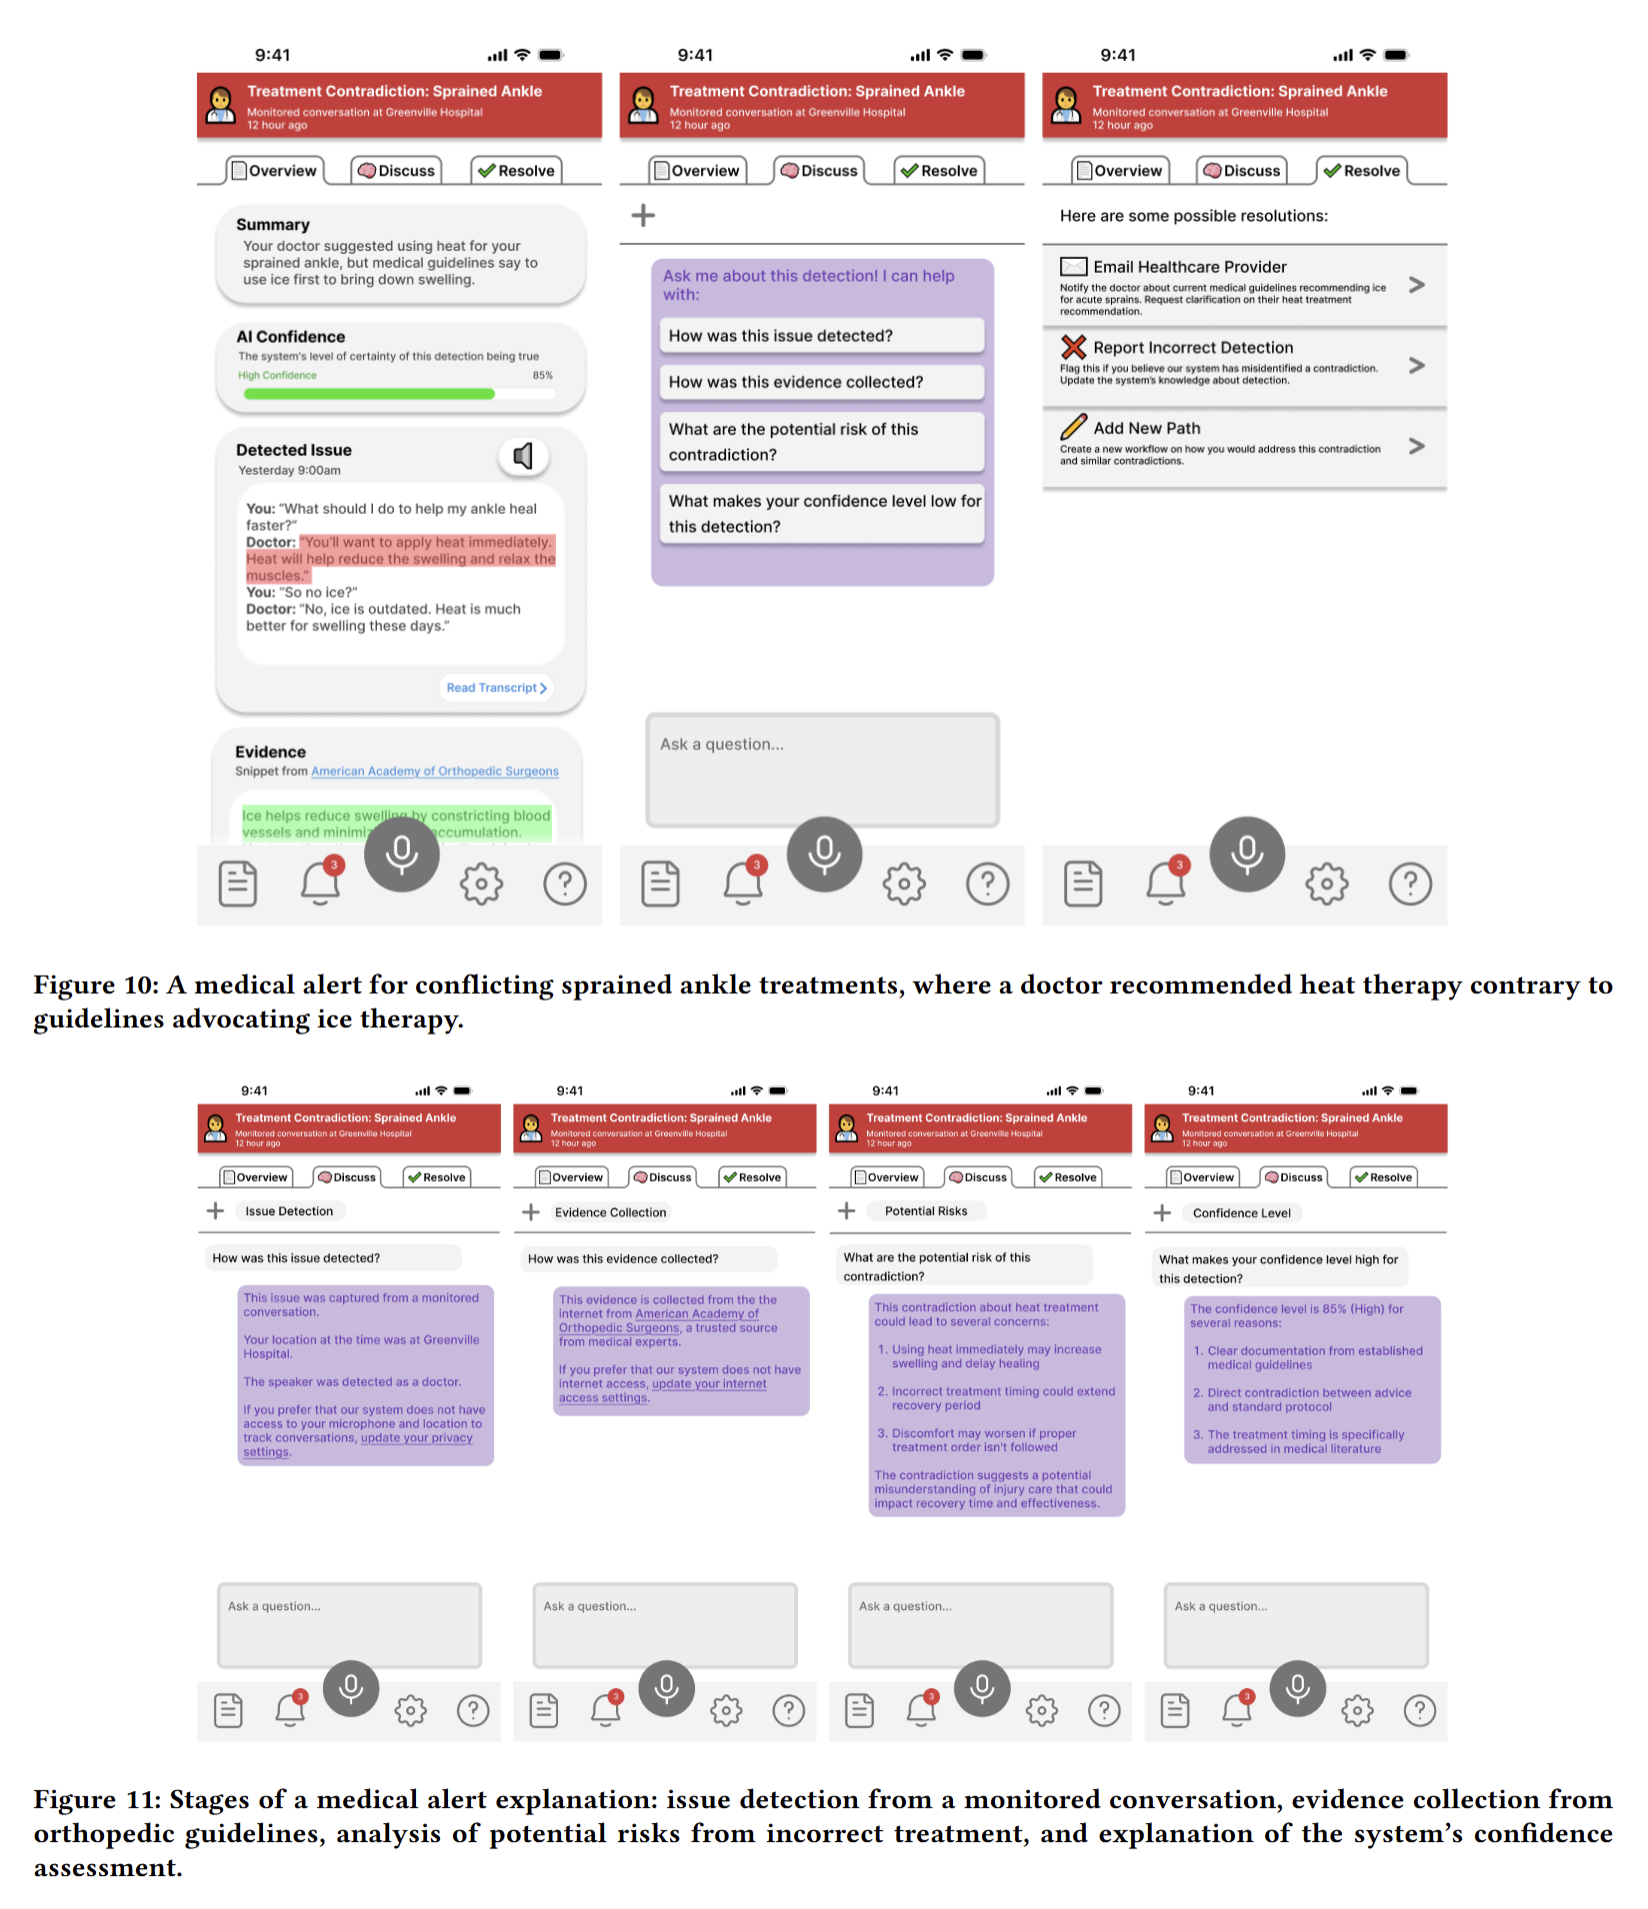 9:41
Treatment Contradiction: Sprained Ankle
Monitored conversation at Greenville Hospital
12 hour ago
Overview
Discuss
Resolve
Summary
Your doctor suggested using heat for your
sprained ankle, but medical guidelines say to
use ice first to bring down swelling.
AI Confidence
The system's level of certainty of this detection being true
High Confidence
85%
Detected Issue
Yesterday 9:00am
You: "What should I do to help my ankle heal
faster?"
Doctor: "You'll want to apply heat immediately.
Heat will help reduce the swelling and relax the
muscles."
You: "So no ice?"
Doctor: "No, ice is outdated. Heat is much
better for swelling these days."
Read Transcript
Evidence
Snippet from American Academy of Orthopedic Surgeons
Ice helps reduce swelling by constricting blood
vessels and accumulation.
3
9:41
Treatment Contradiction: Sprained Ankle
Monitored conversation at Greenville Hospital
12 hour ago
Overview
Discuss
Resolve
Ask me about this detection! I can help
with:
How was this issue detected?
How was this evidence collected?
What are the potential risk of this
contradiction?
What makes your confidence level low for
this detection?
Ask a question...
3
9:41
Treatment Contradiction: Sprained Ankle
Monitored conversation at Greenville Hospital
12 hour ago
Overview
Discuss
Resolve
Here are some possible resolutions:
Email Healthcare Provider
Notify the doctor about current medical guidelines recommending ice
for acute sprains. Request clarification on their heat treatment
recommendation.
Report Incorrect Detection
Flag this if you believe our system has misidentified a contradiction.
Update the system's knowledge about detection.
Add New Path
Create a new workflow on how you would address this contradiction
and similar contradictions.
3
Figure 10: A medical alert for conflicting sprained ankle treatments, where a doctor recommended heat therapy contrary to
guidelines advocating ice therapy.
9:41
Treatment Contradiction: Sprained Ankle
Monitored conversation at Greenville Hospital
12 hour ago
Overview
Discuss
Resolve
Issue Detection
How was this issue detected?
This issue was captured from a monitored
conversation.
Your location at the time was at Greenville
Hospital.
The speaker was detected as a doctor.
If you prefer that our system does not have
access to your microphone and location to
track conversations, update your privacy
settings.
Ask a question...
3
9:41
Treatment Contradiction: Sprained Ankle
Monitored conversation at Greenville Hospital
12 hour ago
Overview
Discuss
Resolve
Evidence Collection
How was this evidence collected?
This evidence is collected from the the
internet from American Academy of
Orthopedic Surgeons, a trusted source
from medical experts.
If you prefer that our system does not have
internet access, update your internet
access settings.
Ask a question...
3
9:41
Treatment Contradiction: Sprained Ankle
Monitored conversation at Greenville Hospital
12 hour ago
Overview
Discuss
Resolve
Potential Risks
What are the potential risk of this
contradiction?
This contradiction about heat treatment
could lead to several concerns:
1. Using heat immediately may increase
swelling and delay healing
2. Incorrect treatment timing could extend
recovery period
3. Discomfort may worsen if proper
treatment order isn't followed
The contradiction suggests a potential
misunderstanding of injury care that could
impact recovery time and effectiveness.
Ask a question...
3
9:41
Treatment Contradiction: Sprained Ankle
Monitored conversation at Greenville Hospital
12 hour ago
Overview
Discuss
Resolve
Confidence Level
What makes your confidence level high for
this detection?
The confidence level is 85% (High) for
several reasons:
1. Clear documentation from established
medical guidelines
2. Direct contradiction between advice
and standard protocol
3. The treatment timing is specifically
addressed in medical literature
Ask a question...
3
Figure 11: Stages of a medical alert explanation: issue detection from a monitored conversation, evidence collection from
orthopedic guidelines, analysis of potential risks from incorrect treatment, and explanation of the system's confidence
assessment.